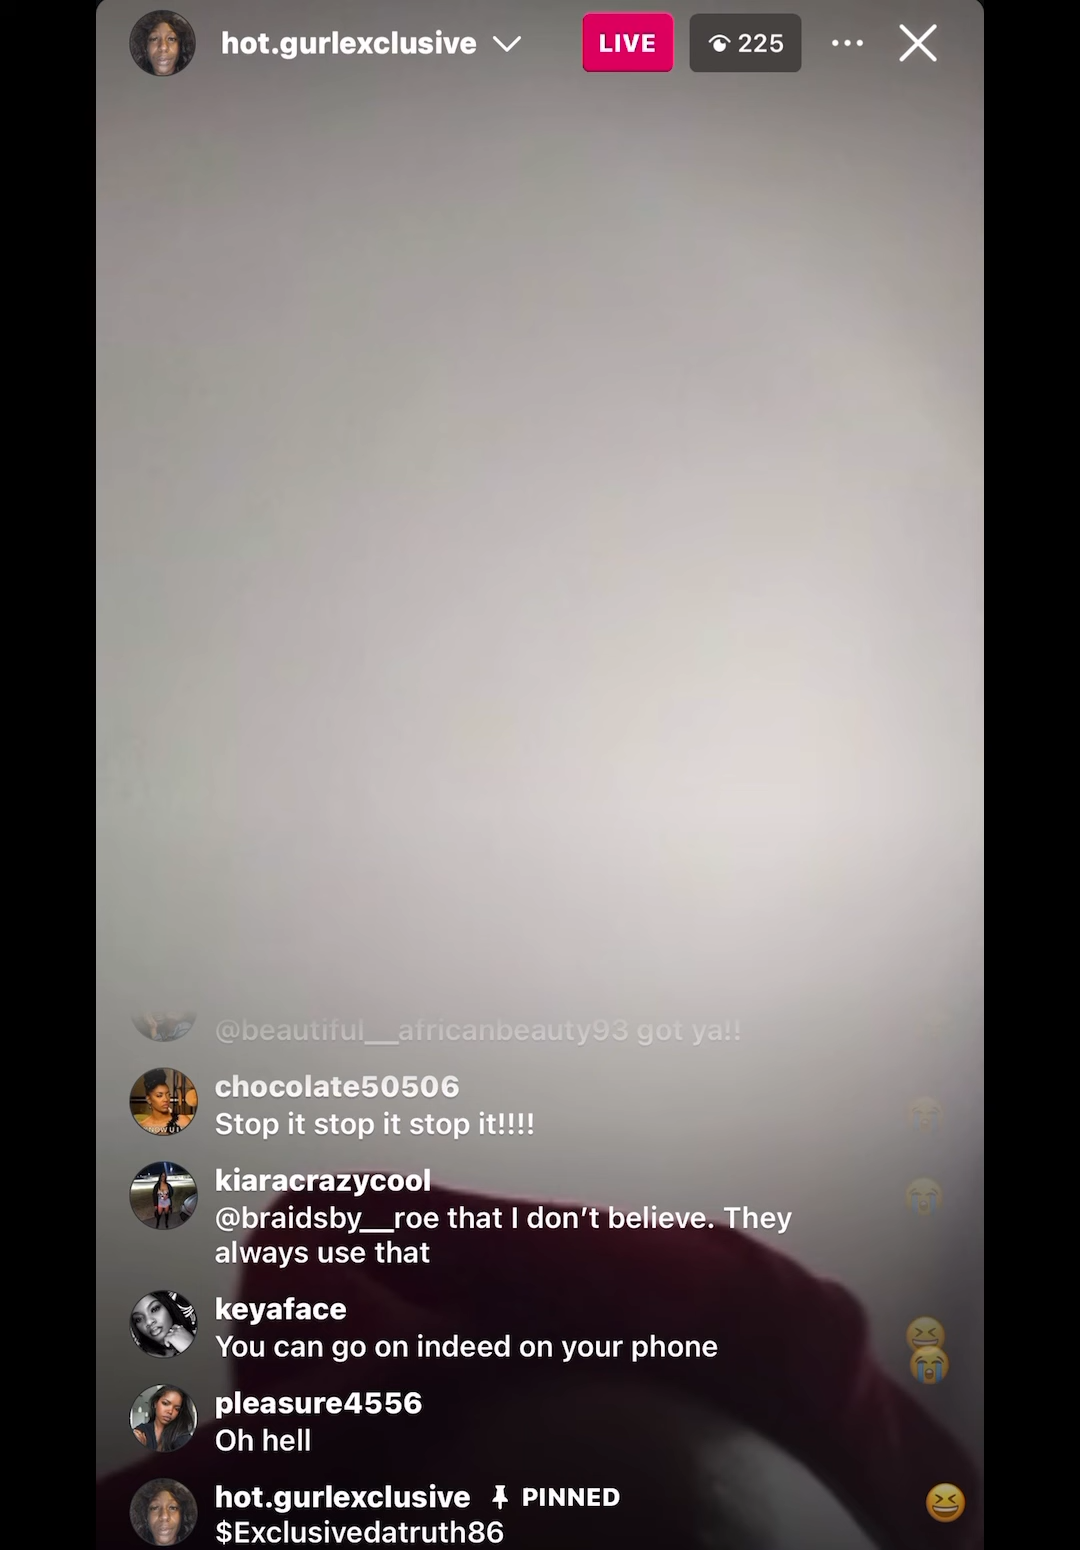 hot.gurlexclusive
LIVE
225
@beautiful__africanbeauty93 got ya!!
chocolate50506
Stop it stop it stop it!!!!
kiaracrazycool
@braidsby__roe that I don’t believe. They
always use that
keyaface
You can go on indeed on your phone
pleasure4556
Oh hell
hot.gurlexclusive PINNED
$Exclusivedatruth86